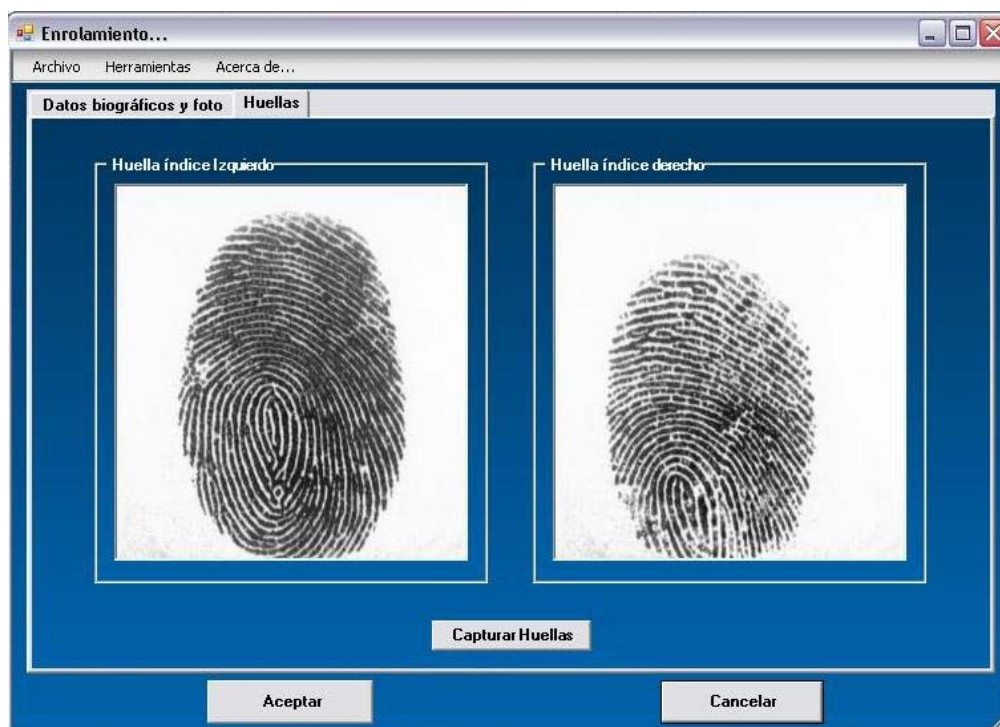 Enrolamiento...
Archivo Herramientas Acerca de...
Datos biográficos y foto Huellas
Huella índice Izquierdo Huella índice derecho
Capturar Huellas
Aceptar Cancelar